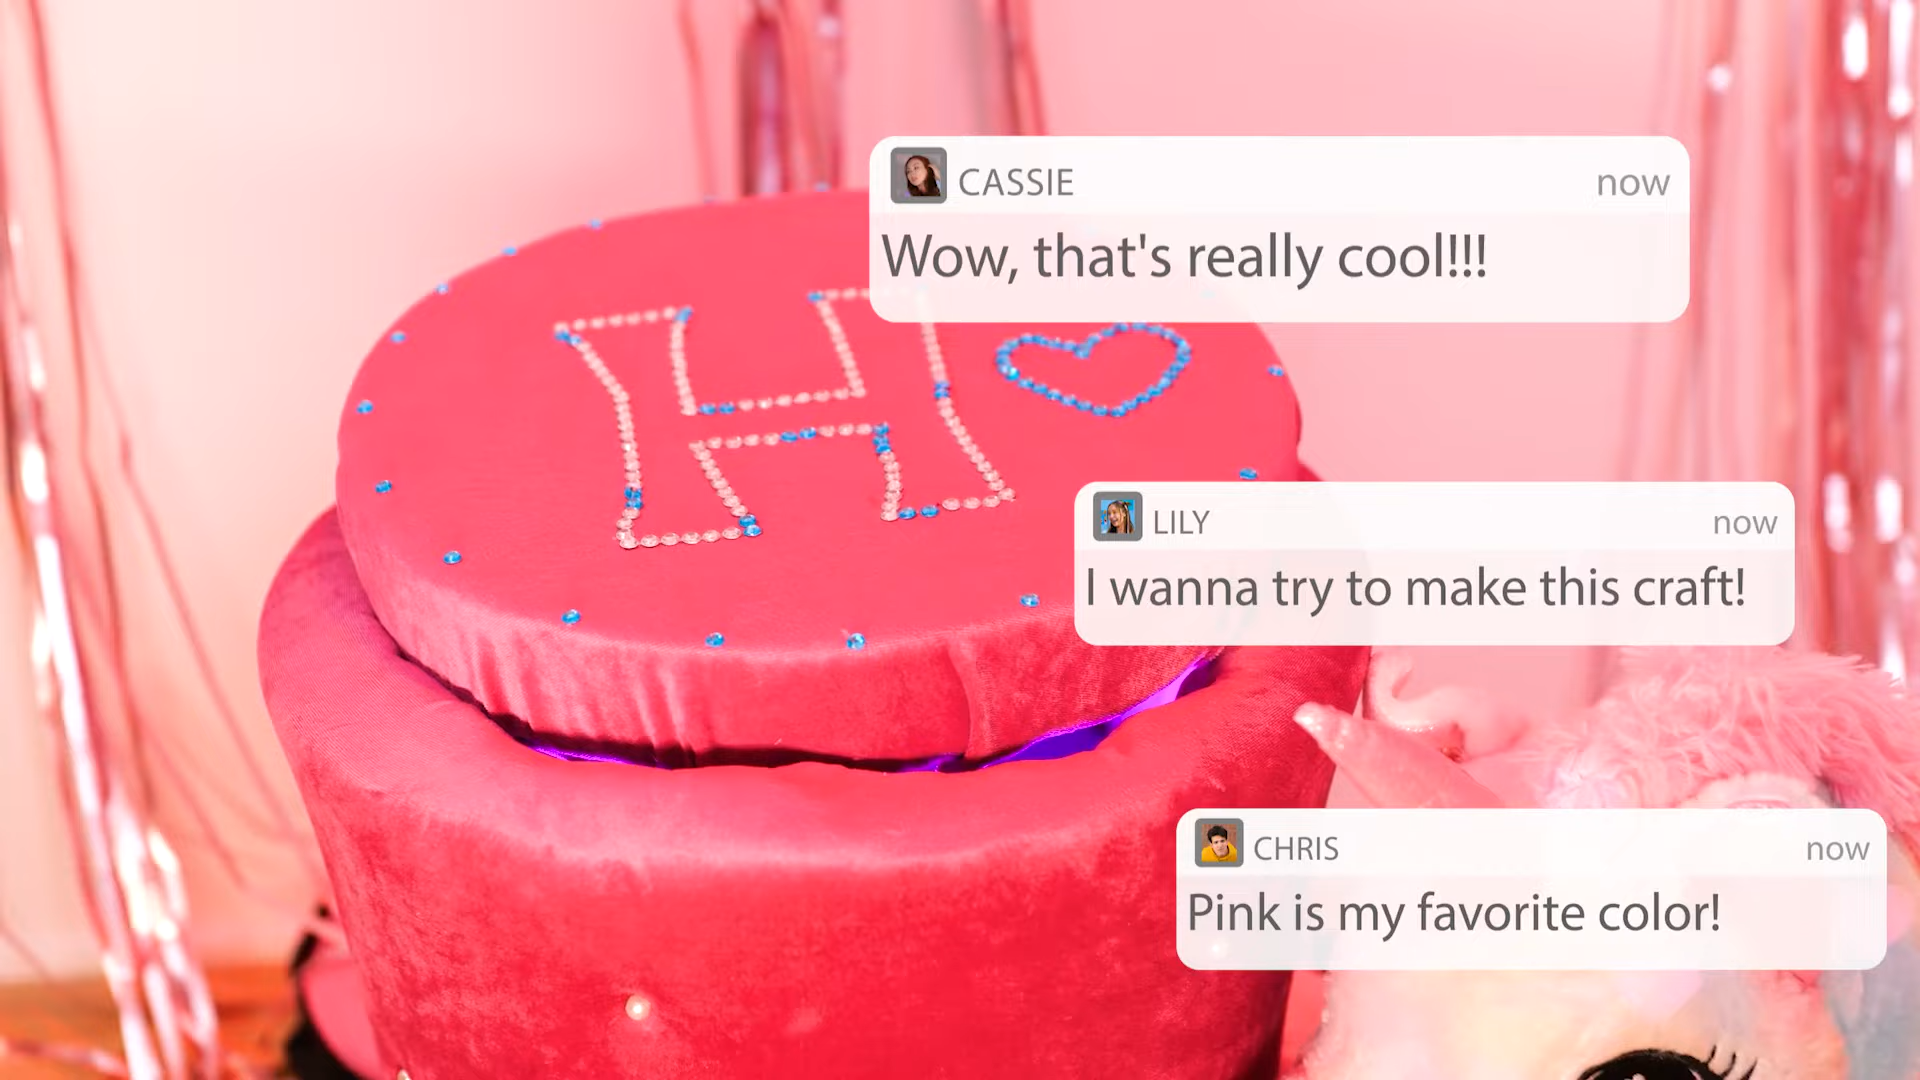 CASSIE now
Wow, that's really cool!!!
H
LILY now
I wanna try to make this craft!
CHRIS now
Pink is my favorite color!